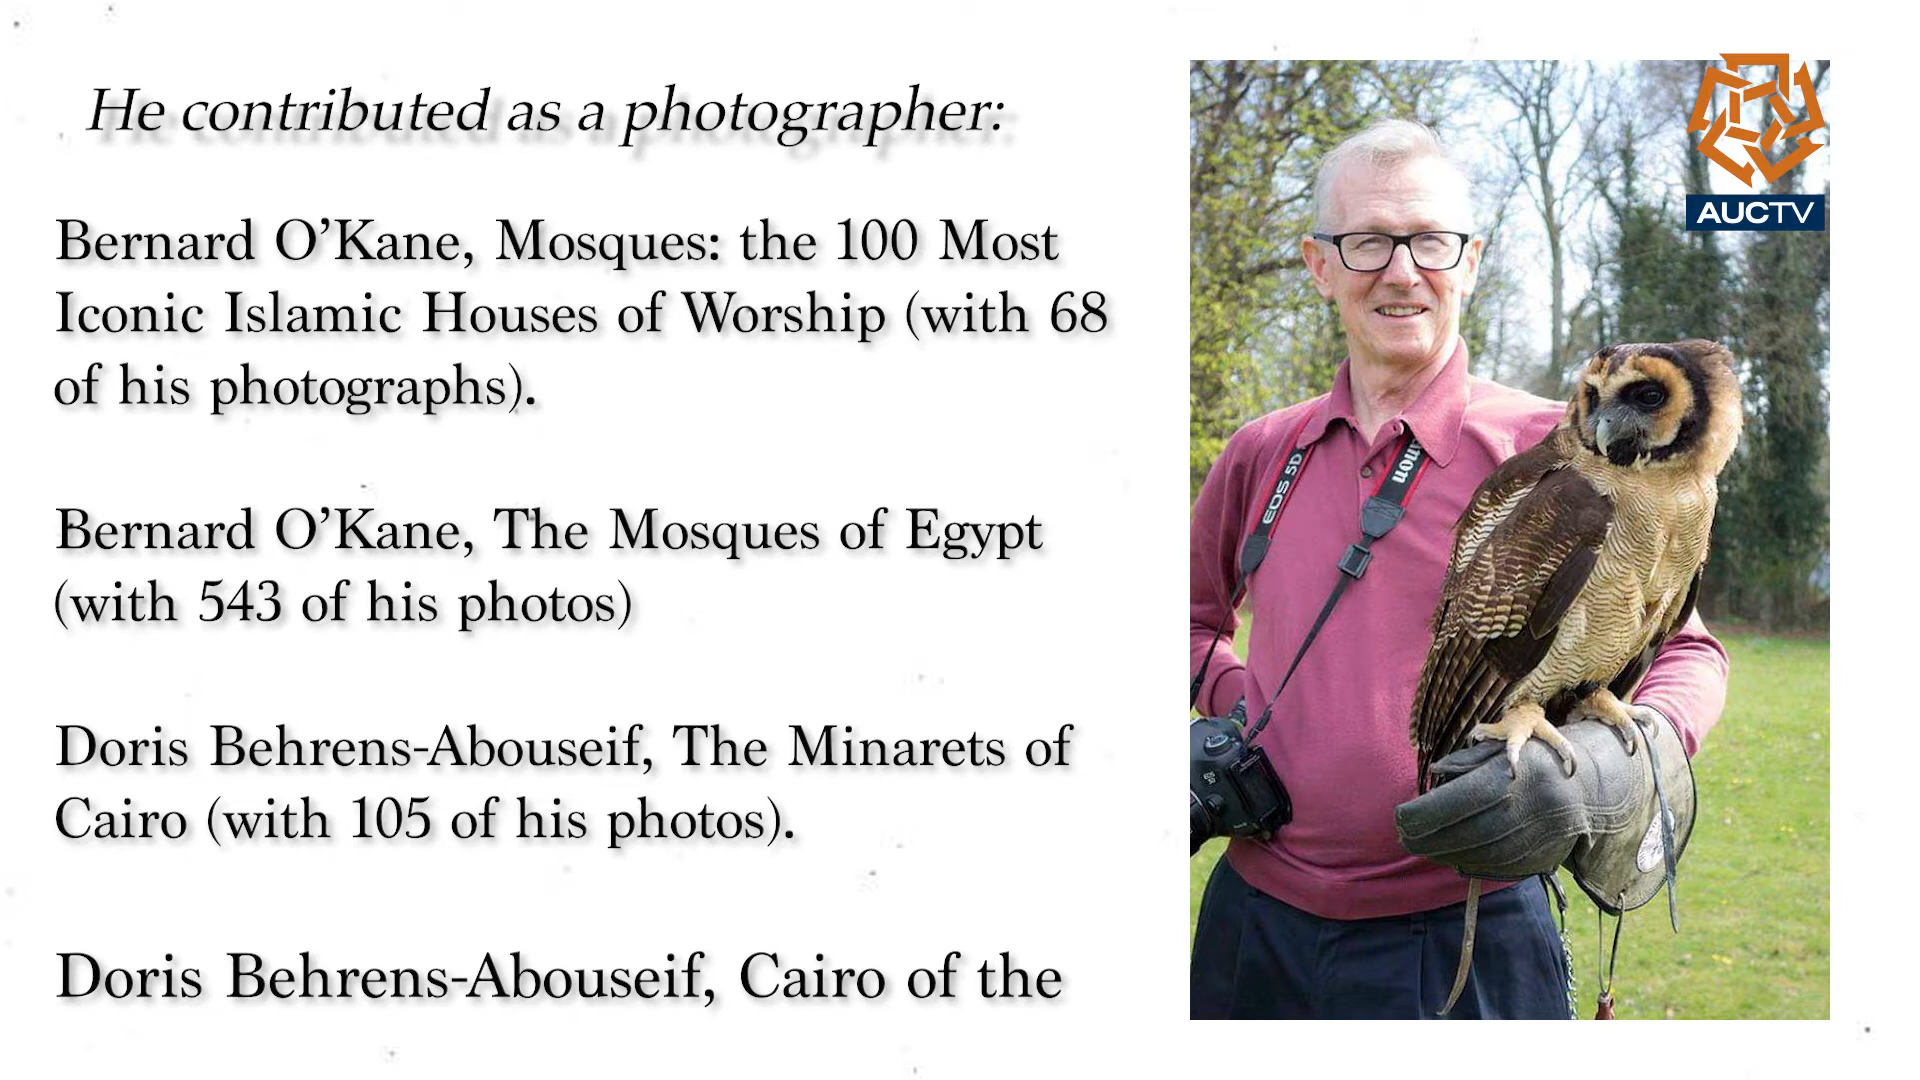 He contributed as a photographer:
Bernard O’Kane, Mosques: the 100 Most
Iconic Islamic Houses of Worship (with 68
of his photographs).
Bernard O’Kane, The Mosques of Egypt
(with 543 of his photos)
Doris Behrens-Abouseif, The Minarets of
Cairo (with 105 of his photos).
Doris Behrens-Abouseif, Cairo of the
AUCTV
EOS 5D
non